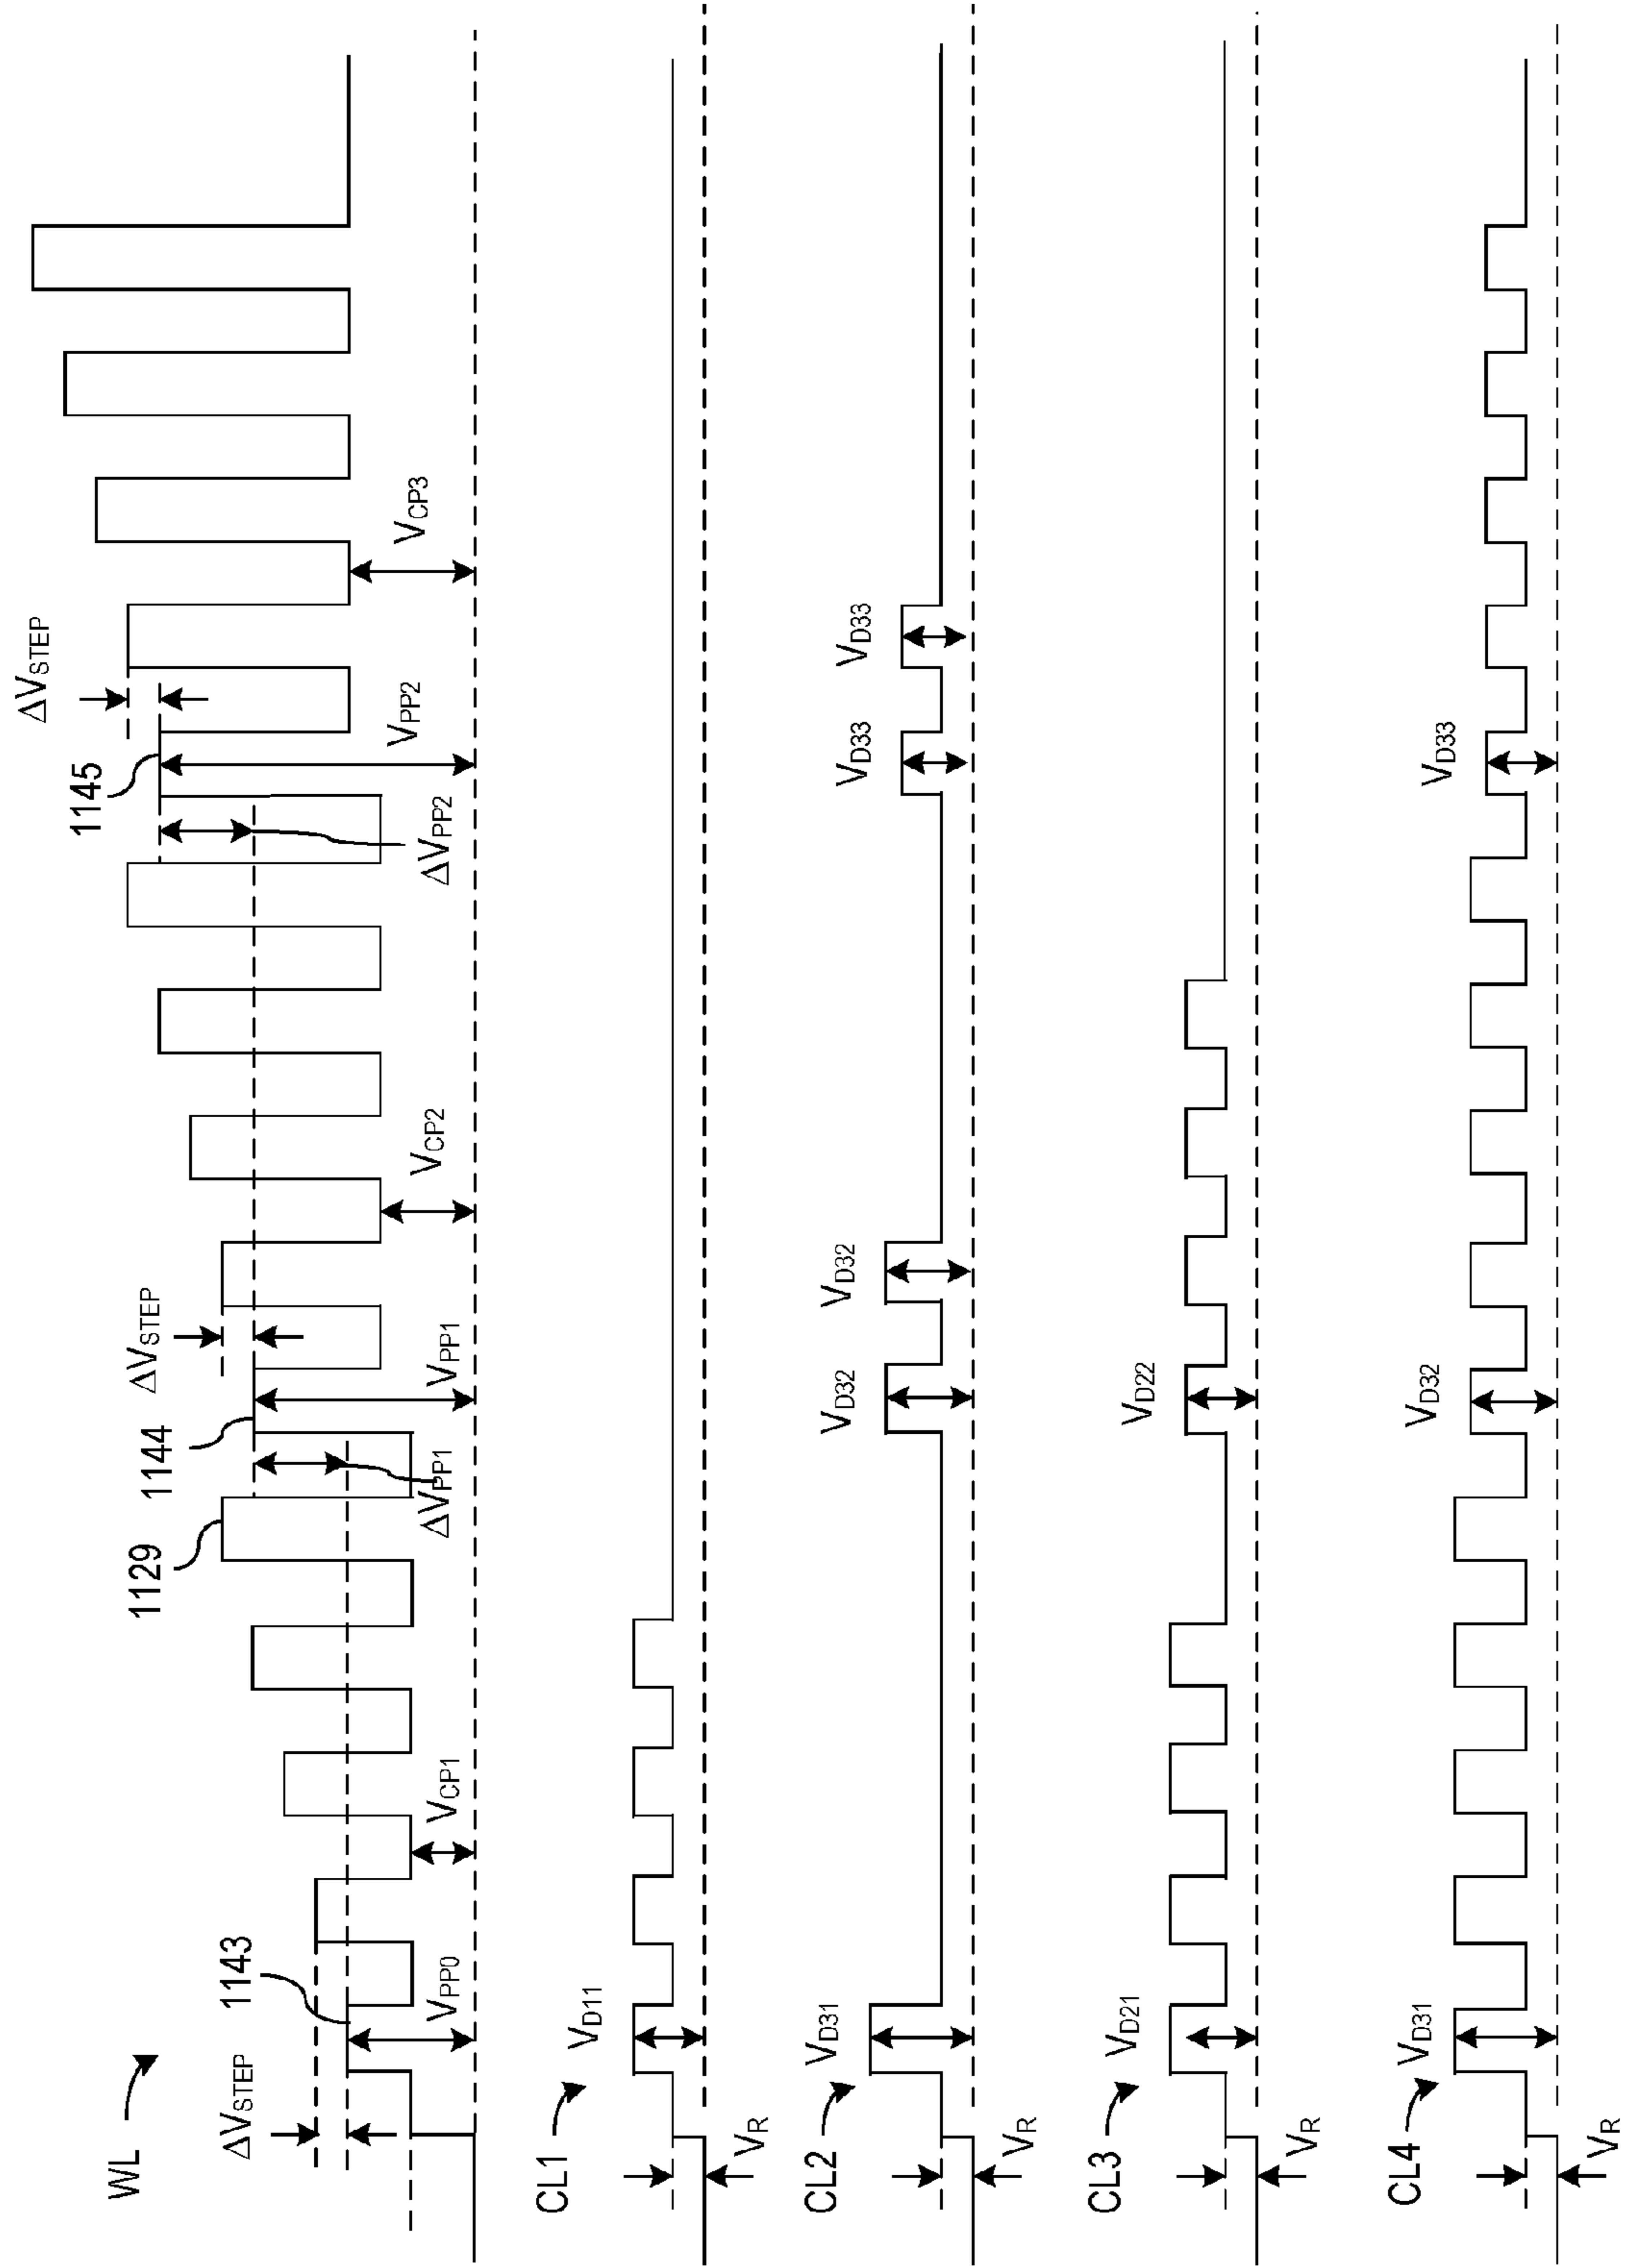 WL
ΔVSTEP
1143
VPP0
VCP1
1129
ΔVPP1
1144
VPP1
ΔVSTEP
VCP2
ΔVPP2
1145
VPP2
ΔVSTEP
VCP3
CL1
VR
VD11
CL2
VR
VD31
VD32
VD32
VD33
VD33
CL3
VR
VD21
VD22
CL4
VR
VD31
VD32
VD33